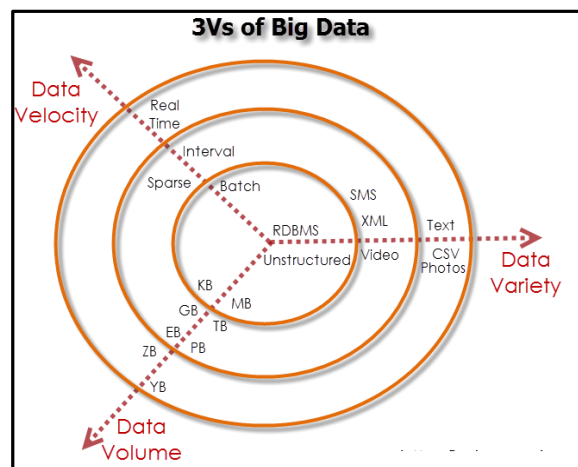 3Vs of Big Data
Data
Velocity
Real
Time
Interval
Sparse
Batch
SMS
RDBMS
XML
Text
Unstructured
Video
CSV
Photos
Data
Variety
KB
MB
GB
TB
EB
PB
ZB
YB
Data
Volume